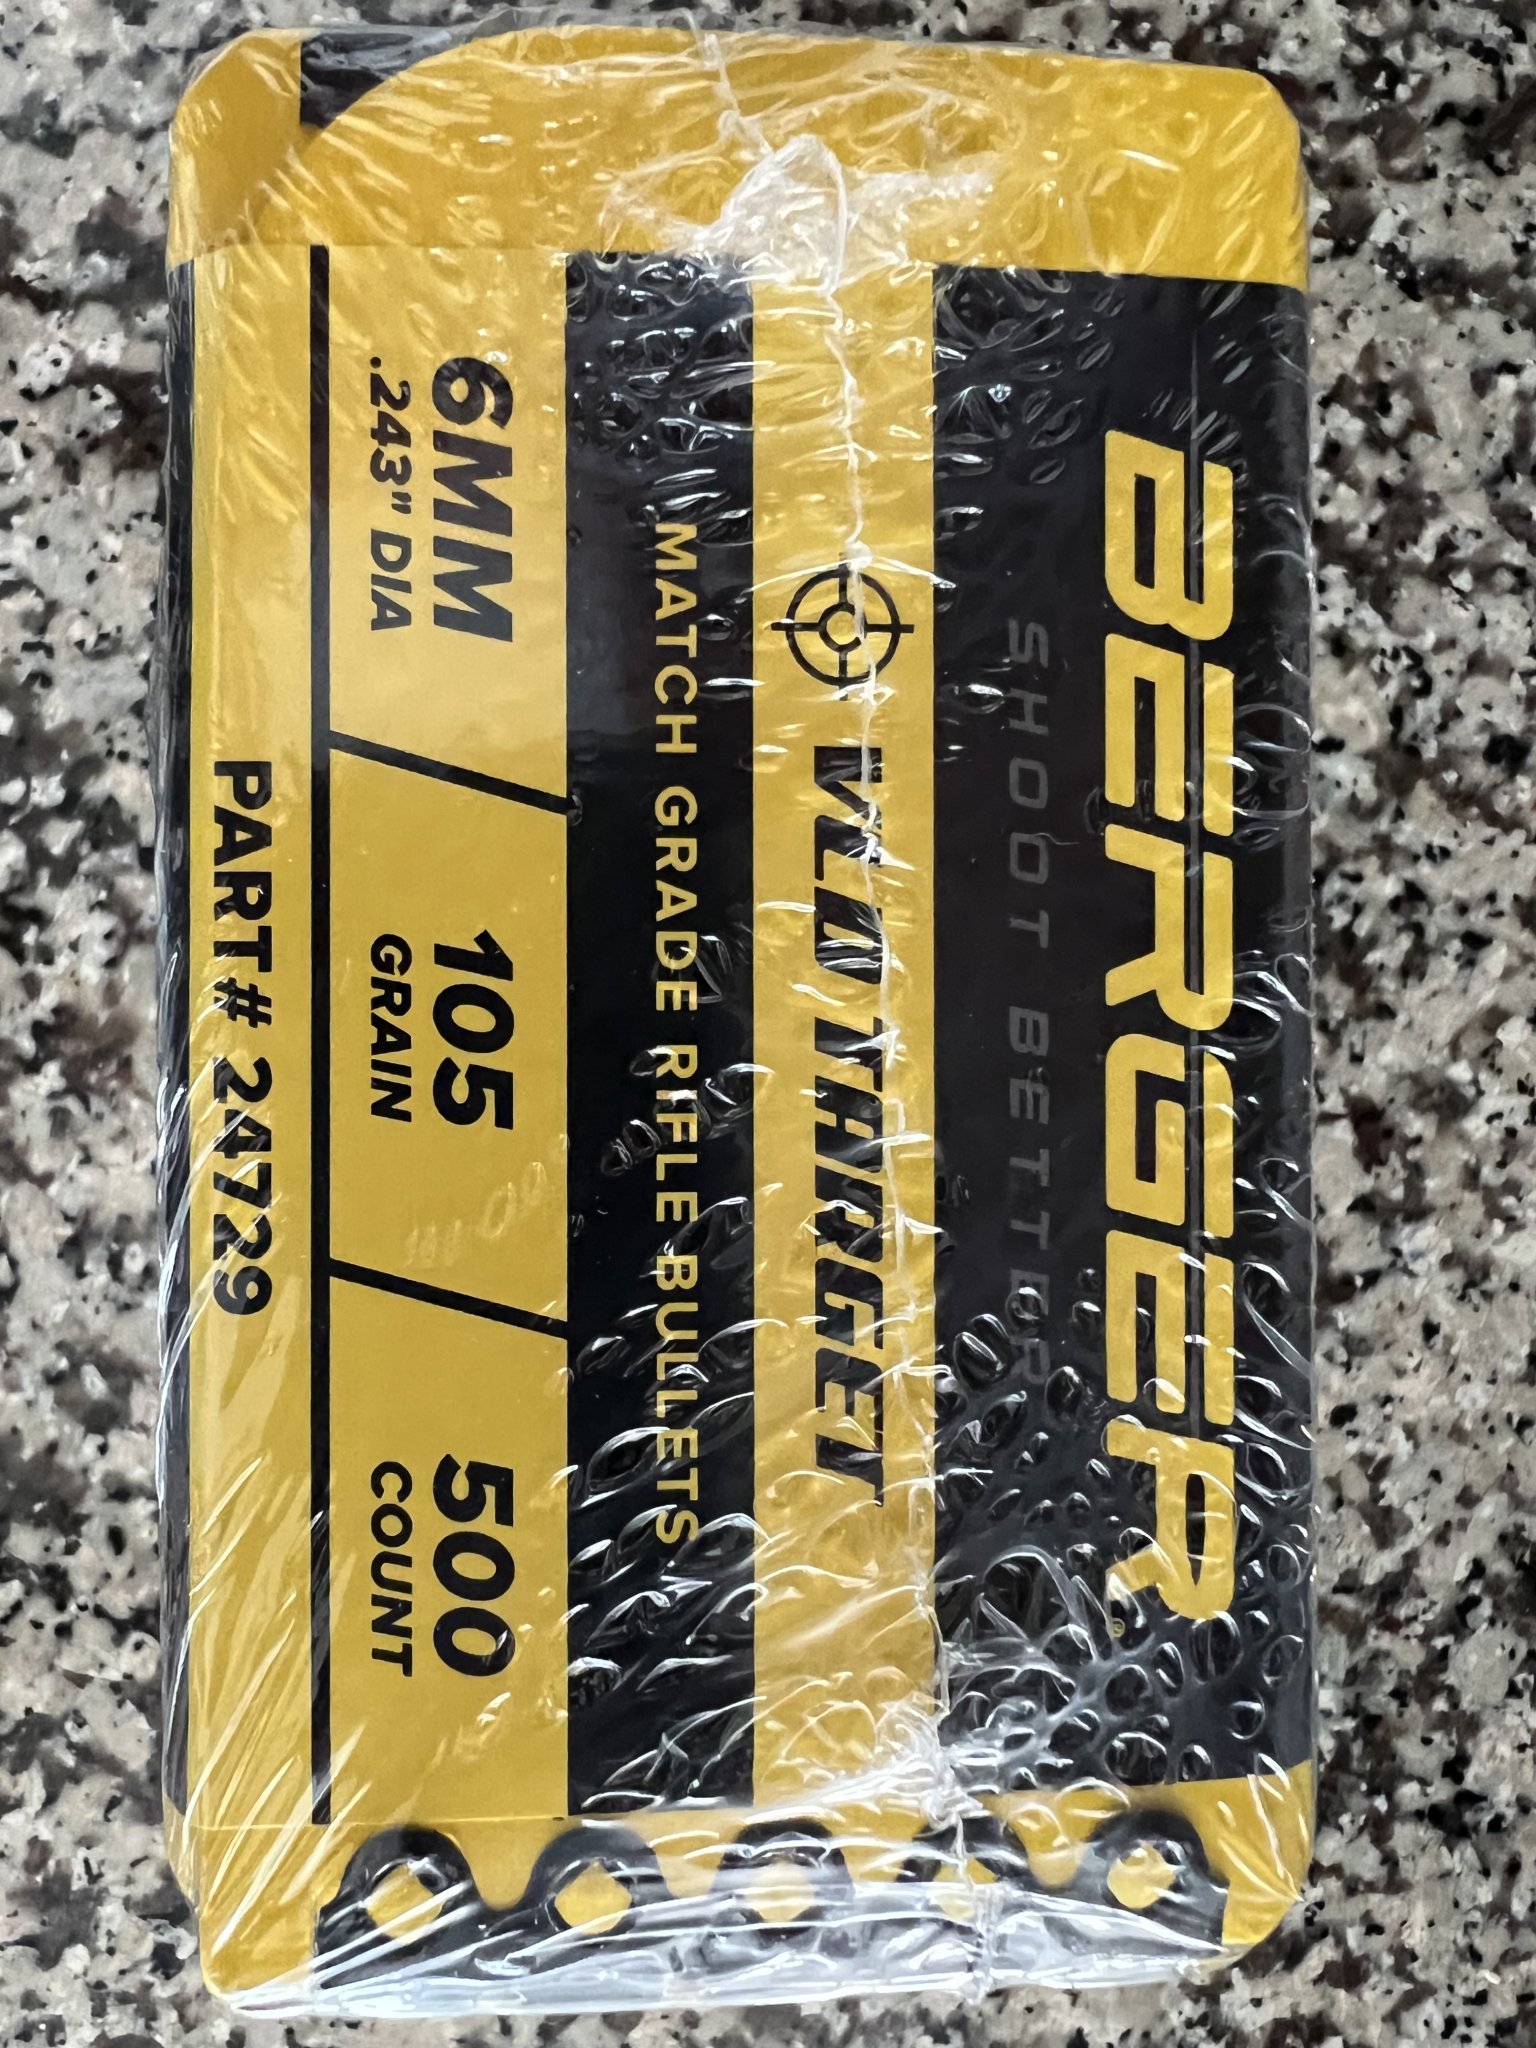 BERGER®
SHOOT BETTER
VLD TARGET
MATCH GRADE RIFLE BULLETS
6MM
.243" DIA
105
GRAIN
500
COUNT
PART# 24729